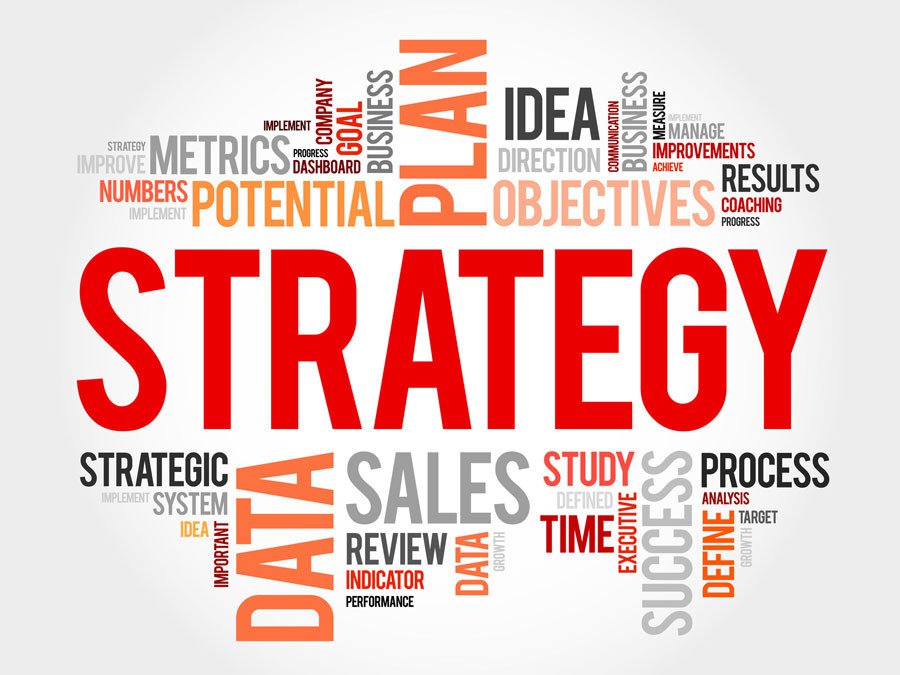 PLAN
IDEA
BUSINESS
COMPANY
GOAL
IMPLEMENT
STRATEGY
METRICS
PROGRESS
DASHBOARD
IMPROVE
NUMBERS
IMPLEMENT
POTENTIAL
DIRECTION
OBJECTIVES
COMMUNICATION
BUSINESS
MEASURE
IMPLEMENT
MANAGE
IMPROVEMENTS
ACHIEVE
RESULTS
COACHING
PROGRESS
STRATEGY
STRATEGIC
IMPLEMENT
SYSTEM
IDEA
IMPORTANT
DATA
SALES
REVIEW
INDICATOR
PERFORMANCE
DATA
GROWTH
STUDY
DEFINED
TIME
EXECUTIVE
SUCCESS
PROCESS
ANALYSIS
DEFINE
TARGET
GROWTH